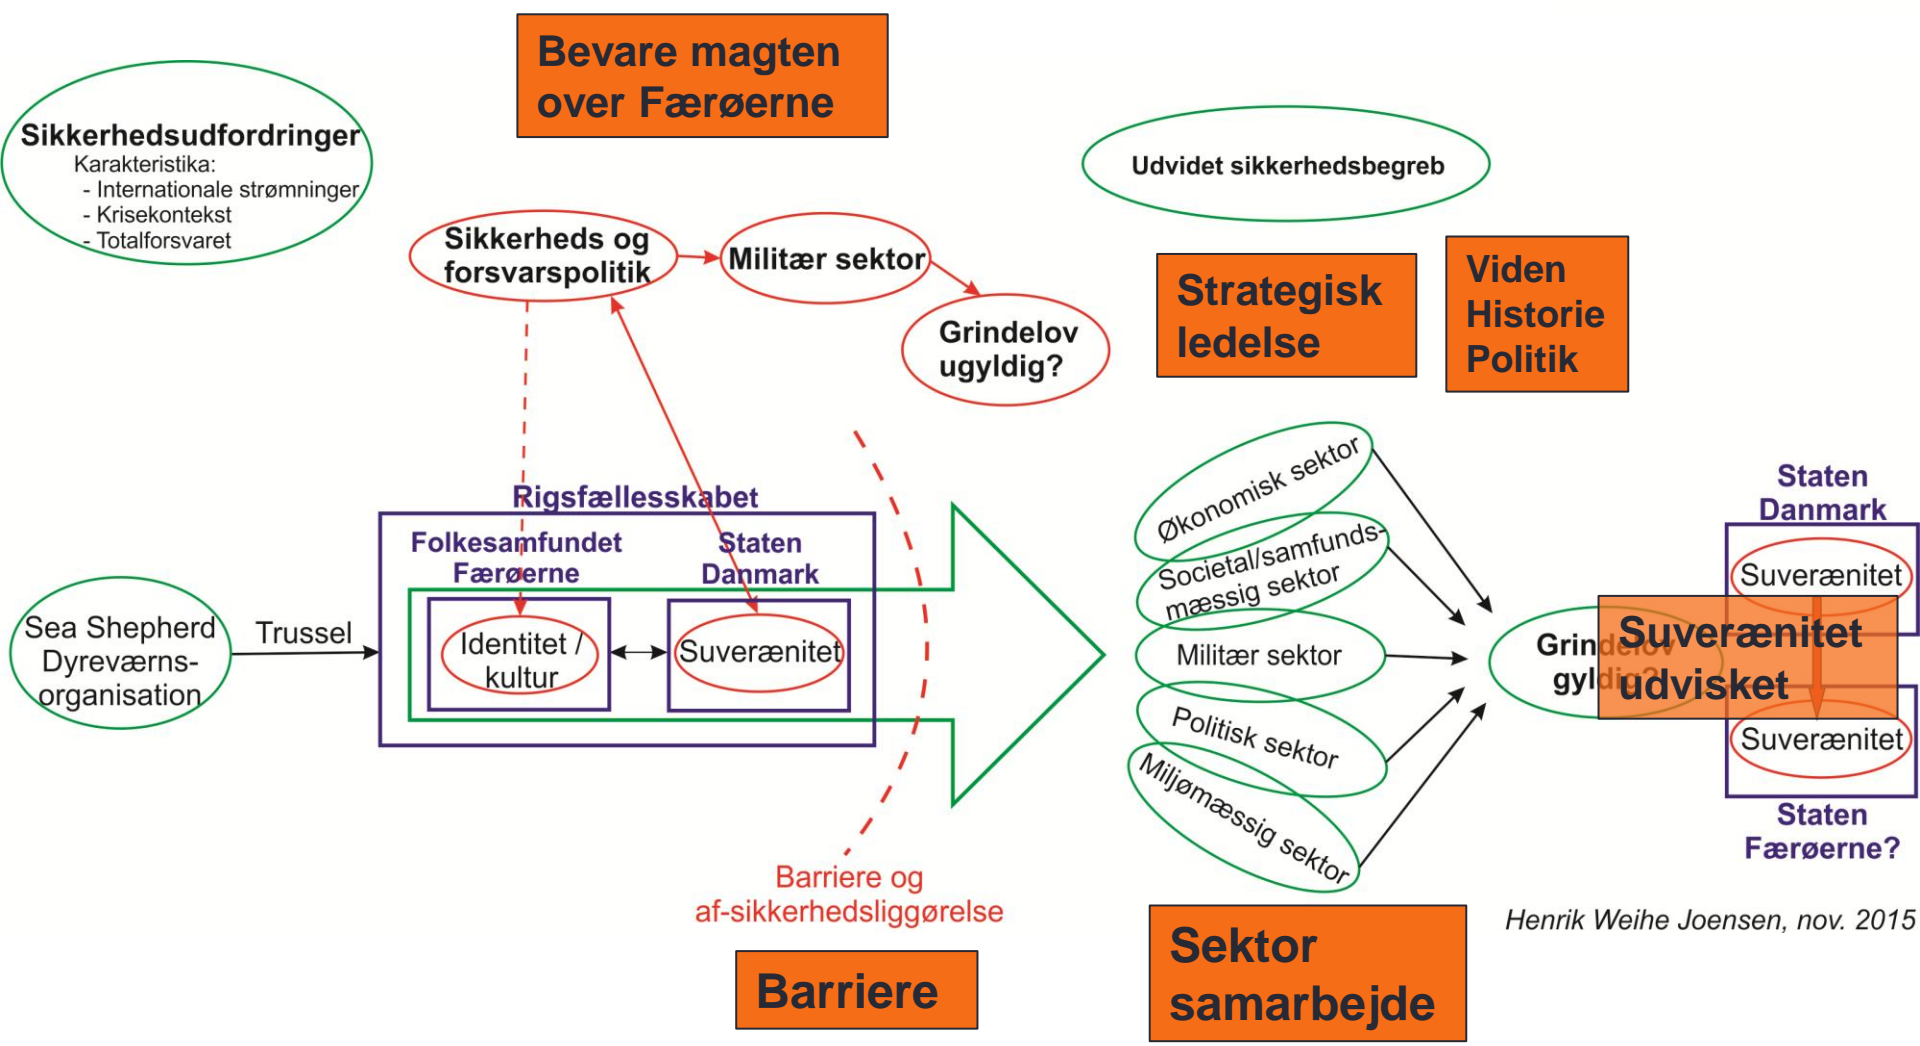 Bevare magten
over Færøerne
Sikkerhedsudfordringer
Karakteristika:
- Internationale strømninger
- Krisekontekst
- Totalforsvaret
Udvidet sikkerhedsbegreb
Sikkerheds og
forsvarspolitik
Militær sektor
Grindelov
ugyldig?
Strategisk
ledelse
Viden
Historie
Politik
Rigsfællesskabet
Folkesamfundet
Færøerne
Staten
Danmark
Sea Shepherd
Dyreværns-
organisation
Trussel
Identitet /
kultur
Suverænitet
Barriere og
af-sikkerhedsliggørelse
Barriere
Økonomisk sektor
Societal/samfunds-
mæssig sektor
Militær sektor
Politisk sektor
Miljømæssig sektor
Sektor
samarbejde
Grindelov
gyldig?
Staten
Danmark
Suverænitet
Suverænitet
udvisket
Suverænitet
Staten
Færøerne?
Henrik Weihe Joensen, nov. 2015